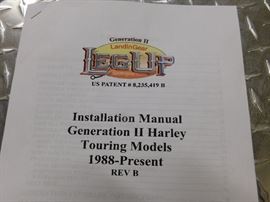 Generation II
LandinGear
LEGUP
US PATENT # 8,235,419 B
Installation Manual
Generation II Harley
Touring Models
1988-Present
REV B